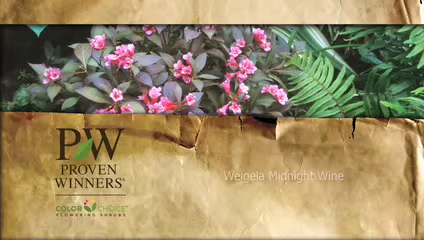 PW
PROVEN
WINNERS®
COLOR CHOICE®
FLOWERING SHRUBS
Weigela Midnight Wine